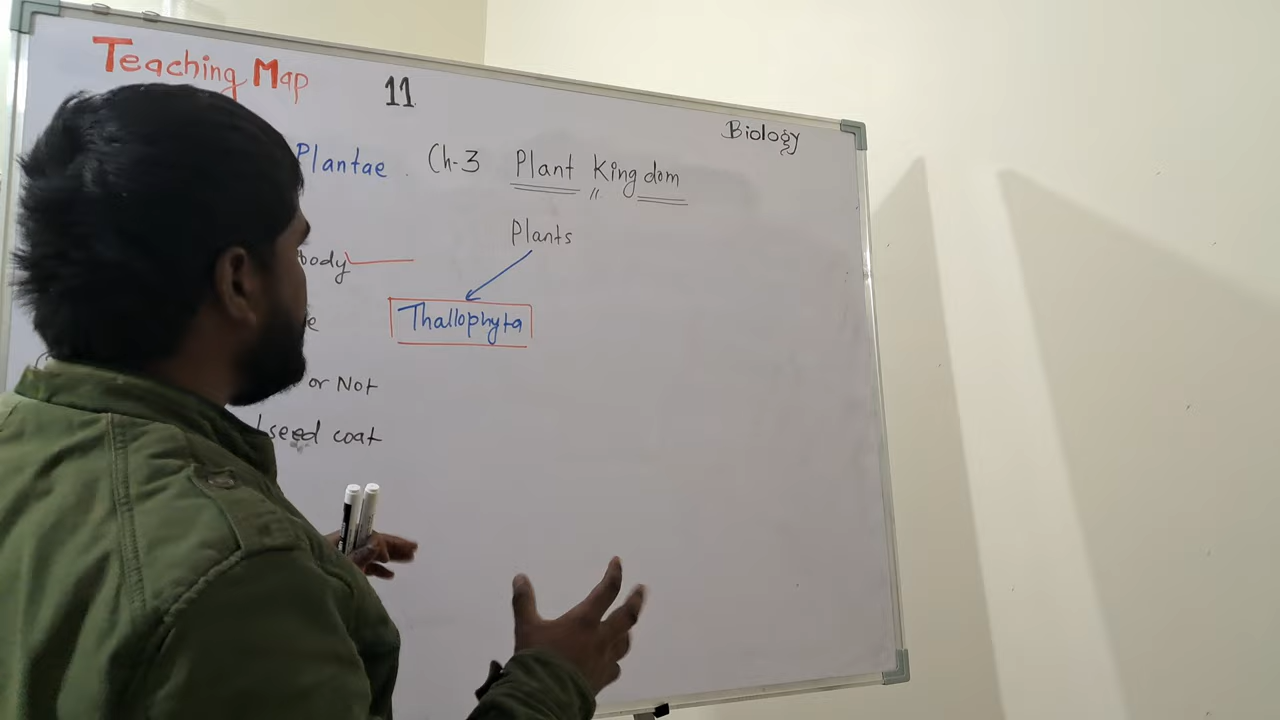 Teaching Map
11
Biology
Plantae . Ch-3 Plant Kingdom
Plants
body
Thallophyta
or Not
seed coat